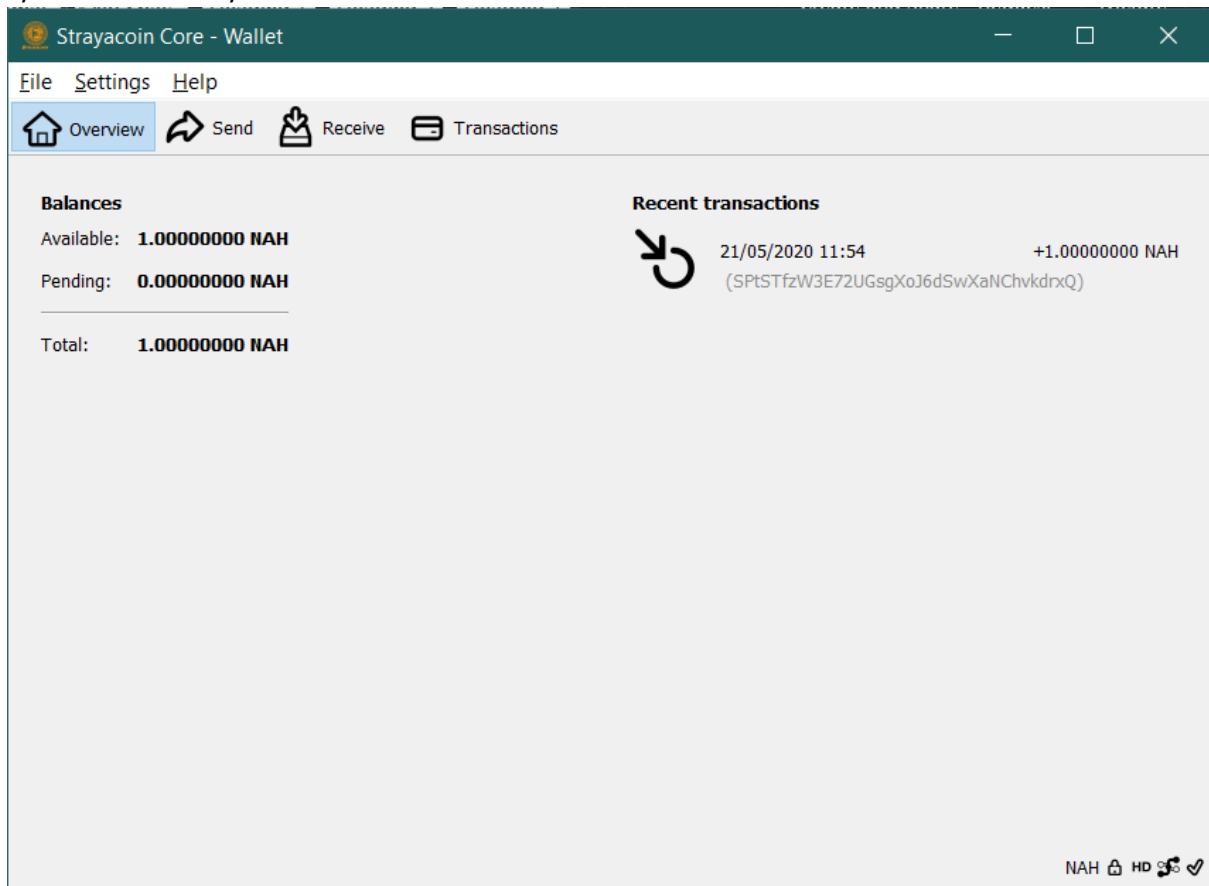 Strayacoin Core - Wallet
File Settings Help
Overview Send Receive Transactions
Balances
Available: 1.00000000 NAH
Pending: 0.00000000 NAH
Total: 1.00000000 NAH
Recent transactions
21/05/2020 11:54 +1.00000000 NAH
(SPtSTfzW3E72UGsgXoJ6dSwXaNChvkdrxQ)
NAH HD